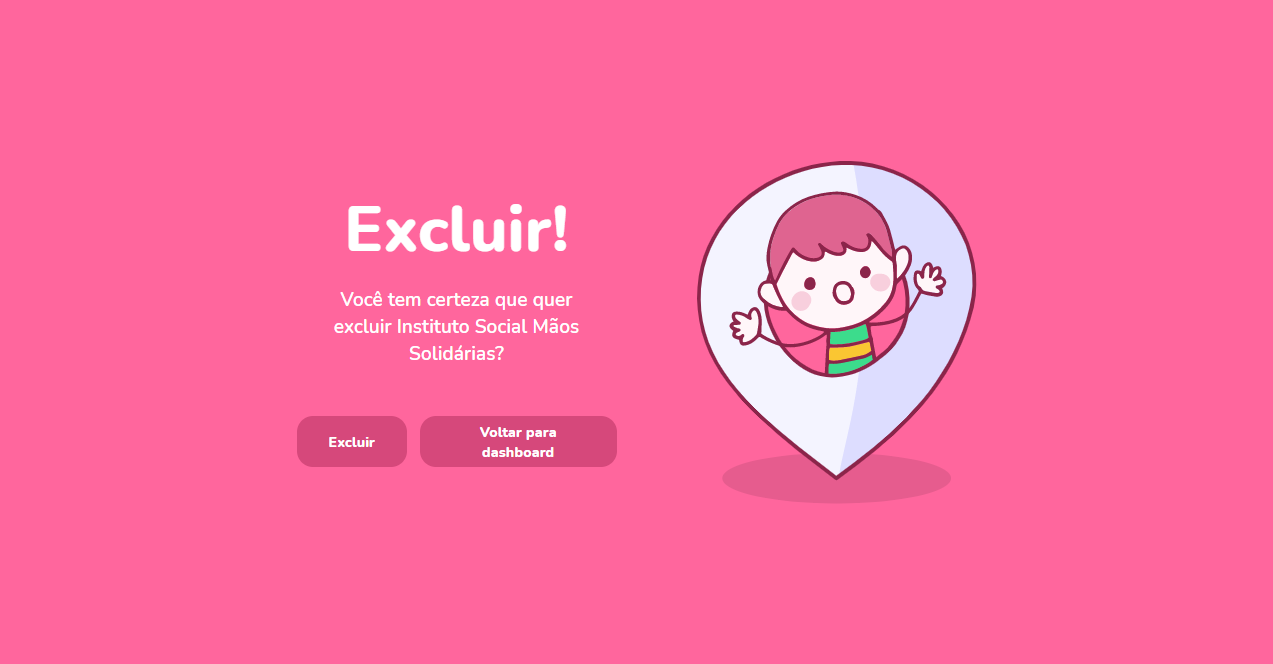 Excluir!
Você tem certeza que quer
excluir Instituto Social Mãos
Solidárias?
Excluir
Voltar para
dashboard